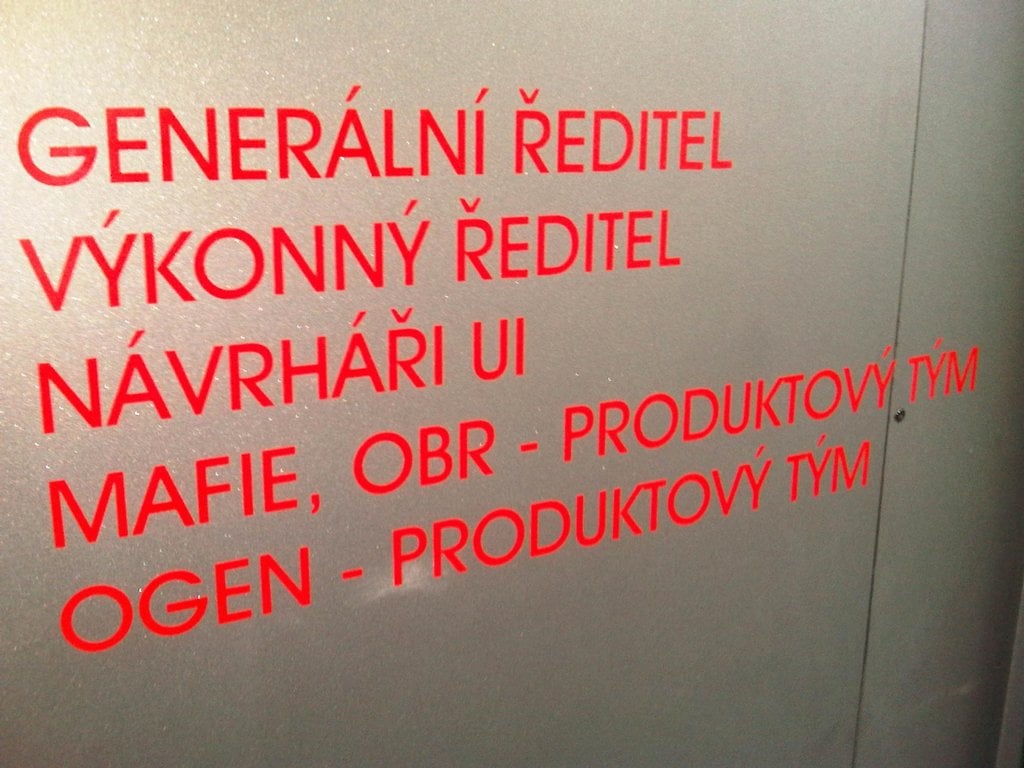 GENERÁLNÍ ŘEDITEL
VÝKONNÝ ŘEDITEL
NÁVRHÁŘI UI
MAFIE, OBR - PRODUKTOVÝ TÝM
OGEN - PRODUKTOVÝ TÝM